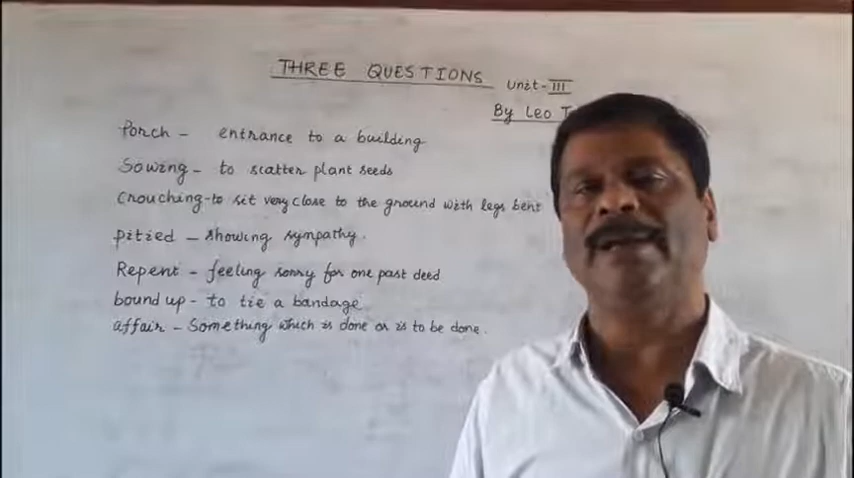 THREE QUESTIONS Unit-III
By Leo
Porch - entrance to a building
Sowing - to scatter plant seeds
Crouching - to sit very close to the ground with legs bent
pitied - showing sympathy.
Repent - feeling sorry for one past deed
bound up - to tie a bandage
affair - Something which is done or is to be done.